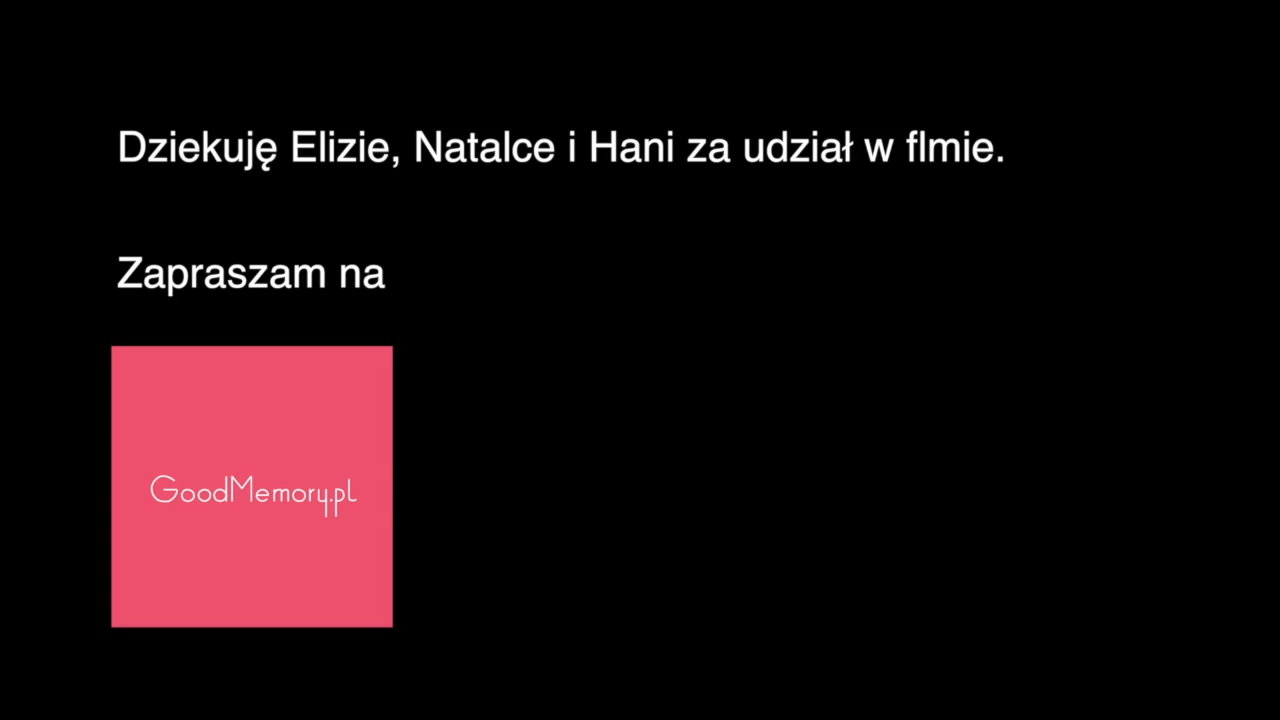 Dziekuję Elizie, Natalce i Hani za udział w flmie.
Zapraszam na
GoodMemory.pl